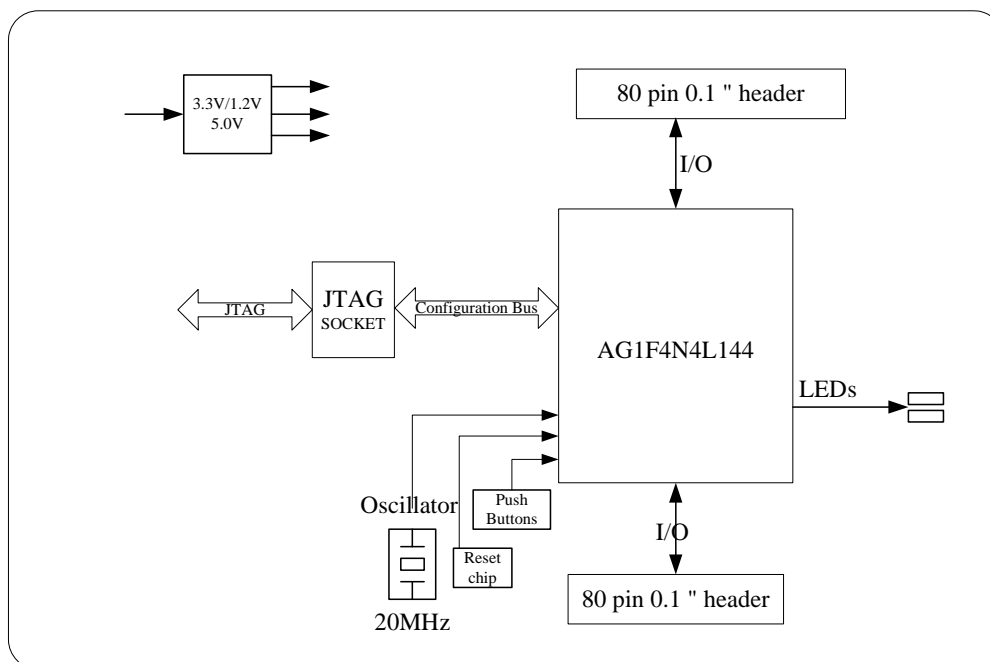 3.3V/1.2V
5.0V
80 pin 0.1 " header
I/O
JTAG
JTAG
SOCKET
Configuration Bus
AG1F4N4L144
LEDs
Oscillator
Push
Buttons
Reset
chip
20MHz
I/O
80 pin 0.1 " header